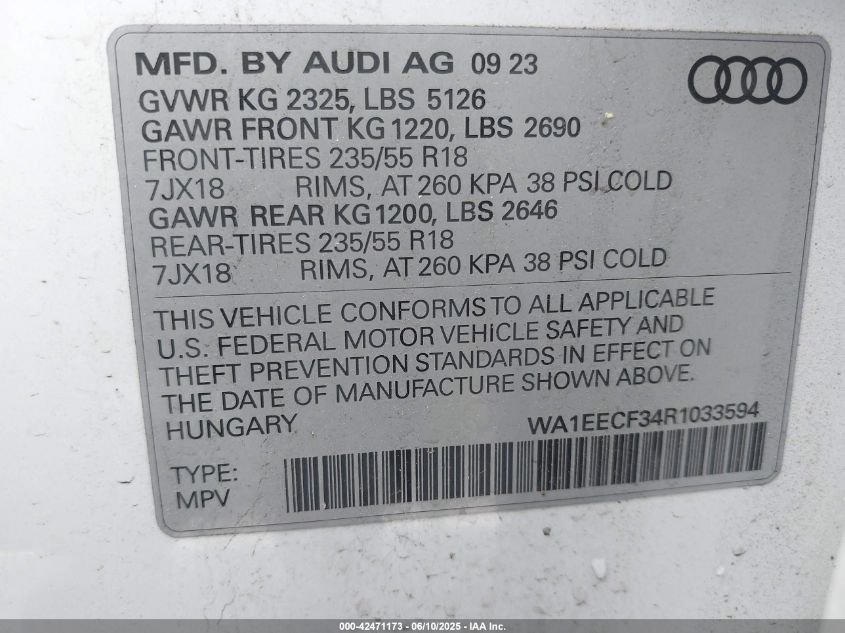 MFD. BY AUDI AG 09 23
GVWR KG 2325, LBS 5126
GAWR FRONT KG 1220, LBS 2690
FRONT-TIRES 235/55 R18
7JX18 RIMS, AT 260 KPA 38 PSI COLD
GAWR REAR KG 1200, LBS 2646
REAR-TIRES 235/55 R18
7JX18 RIMS, AT 260 KPA 38 PSI COLD
THIS VEHICLE CONFORMS TO ALL APPLICABLE
U.S. FEDERAL MOTOR VEHICLE SAFETY AND
THEFT PREVENTION STANDARDS IN EFFECT ON
THE DATE OF MANUFACTURE SHOWN ABOVE.
HUNGARY WA1EECF34R1033594
TYPE:
MPV
000-42471173 - 06/10/2025 - IAA Inc.